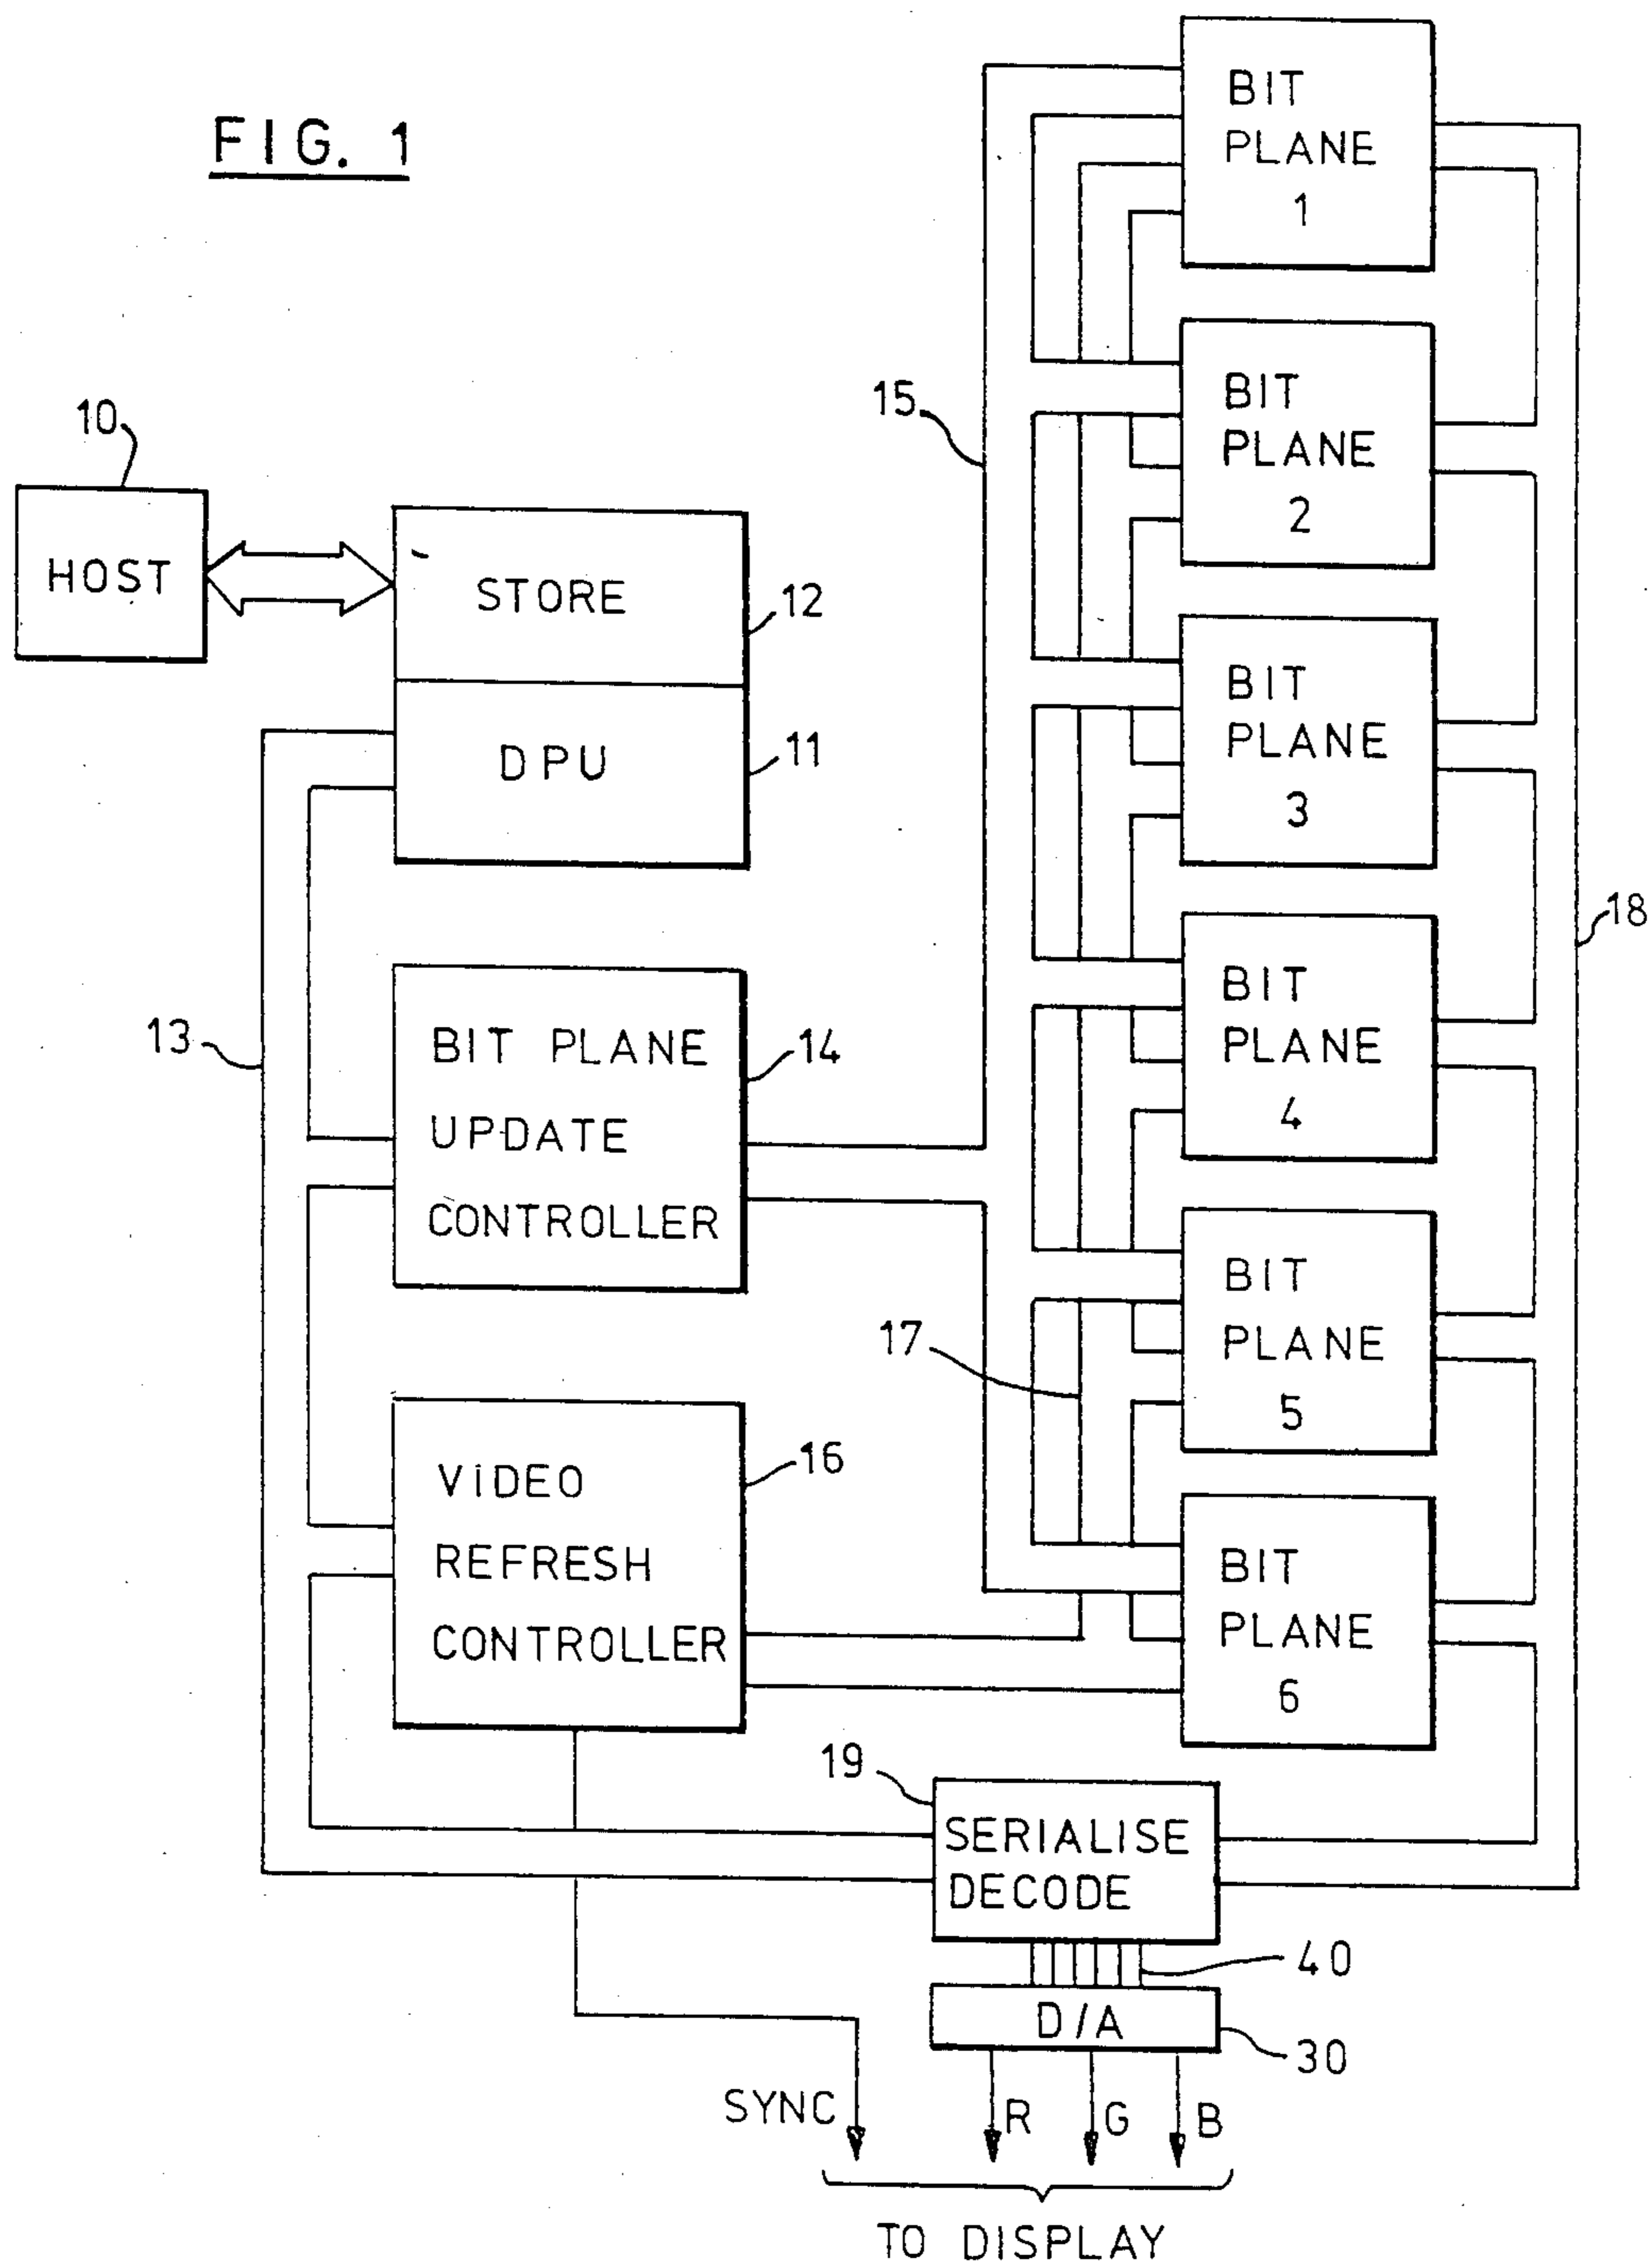 FIG. 1
BIT
PLANE
1
BIT
PLANE
2
15
10
HOST
STORE
12
BIT
PLANE
3
DPU
11
18
BIT
PLANE
4
13
BIT PLANE
UPDATE
CONTROLLER
14
BIT
PLANE
5
17
VIDEO
REFRESH
CONTROLLER
16
BIT
PLANE
6
19
SERIALISE
DECODE
40
D/A
30
SYNC
R
G
B
TO DISPLAY